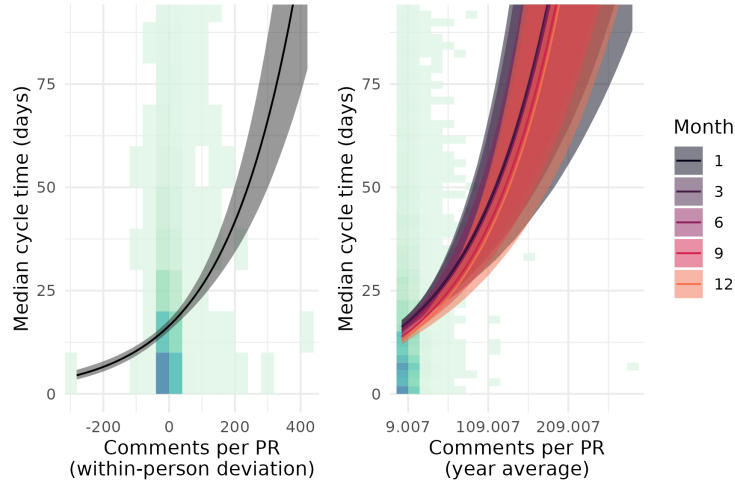 Median cycle time (days)
75
50
25
0
-200
0
200
400
Comments per PR
(within-person deviation)
Median cycle time (days)
75
50
25
0
9.007
109.007
209.007
Comments per PR
(year average)
Month
1
3
6
9
12